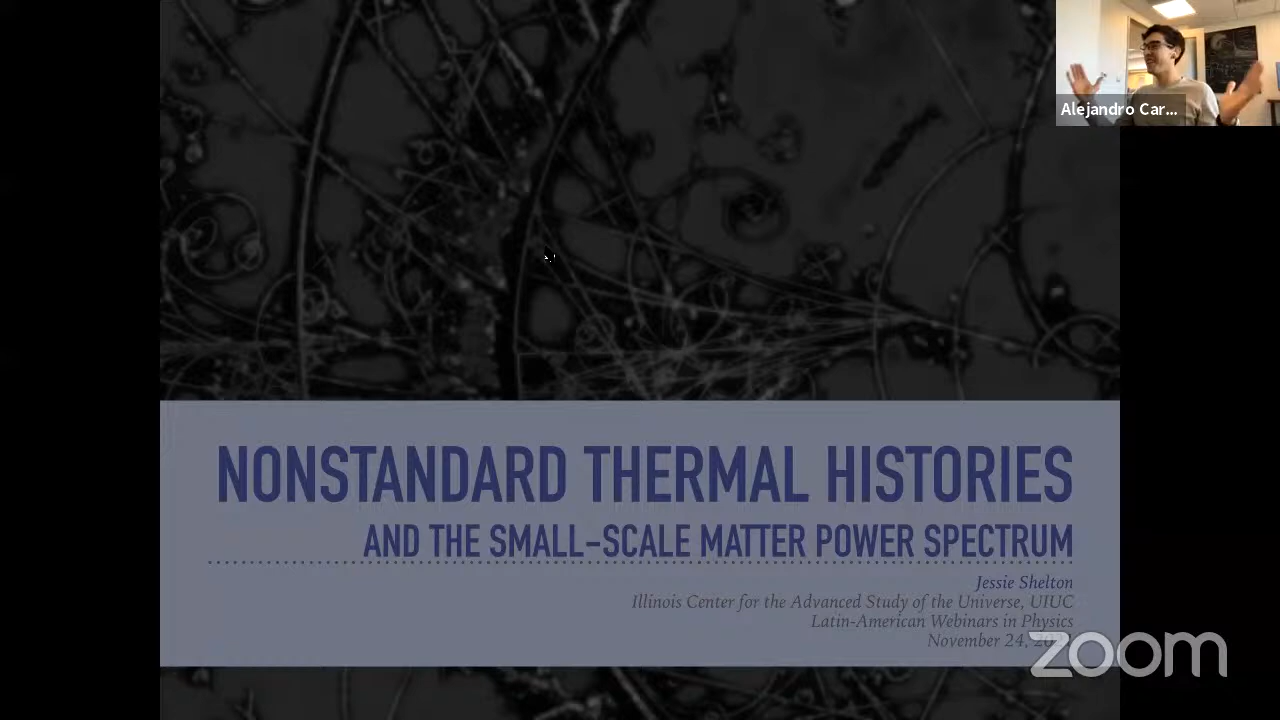 Alejandro Car...
NONSTANDARD THERMAL HISTORIES
AND THE SMALL-SCALE MATTER POWER SPECTRUM
Jessie Shelton
Illinois Center for the Advanced Study of the Universe, UIUC
Latin-American Webinars in Physics
November 24,
zoom